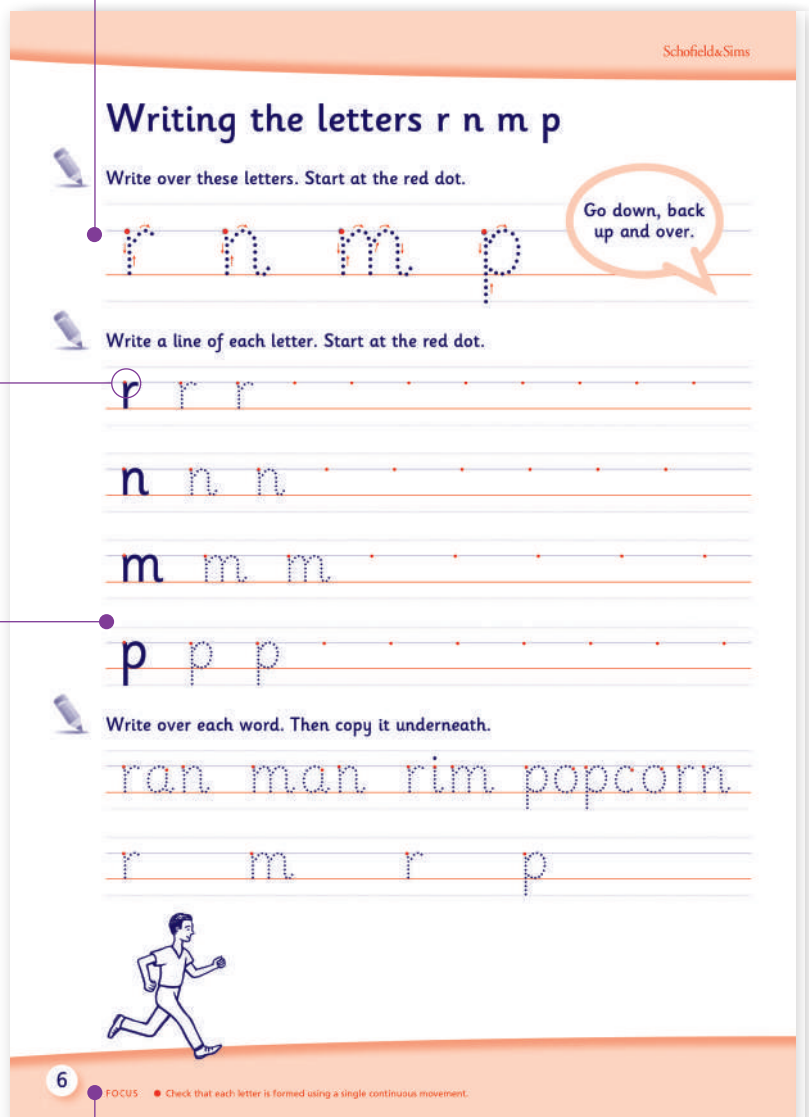 Schofield&Sims
Writing the letters r n m p
Write over these letters. Start at the red dot.
Go down, back
up and over.
r n m p
Write a line of each letter. Start at the red dot.
r r r
n n n
m m m
p p p
Write over each word. Then copy it underneath.
ran man rim popcorn
r m r p
6
FOCUS ● Check that each letter is formed using a single continuous movement.